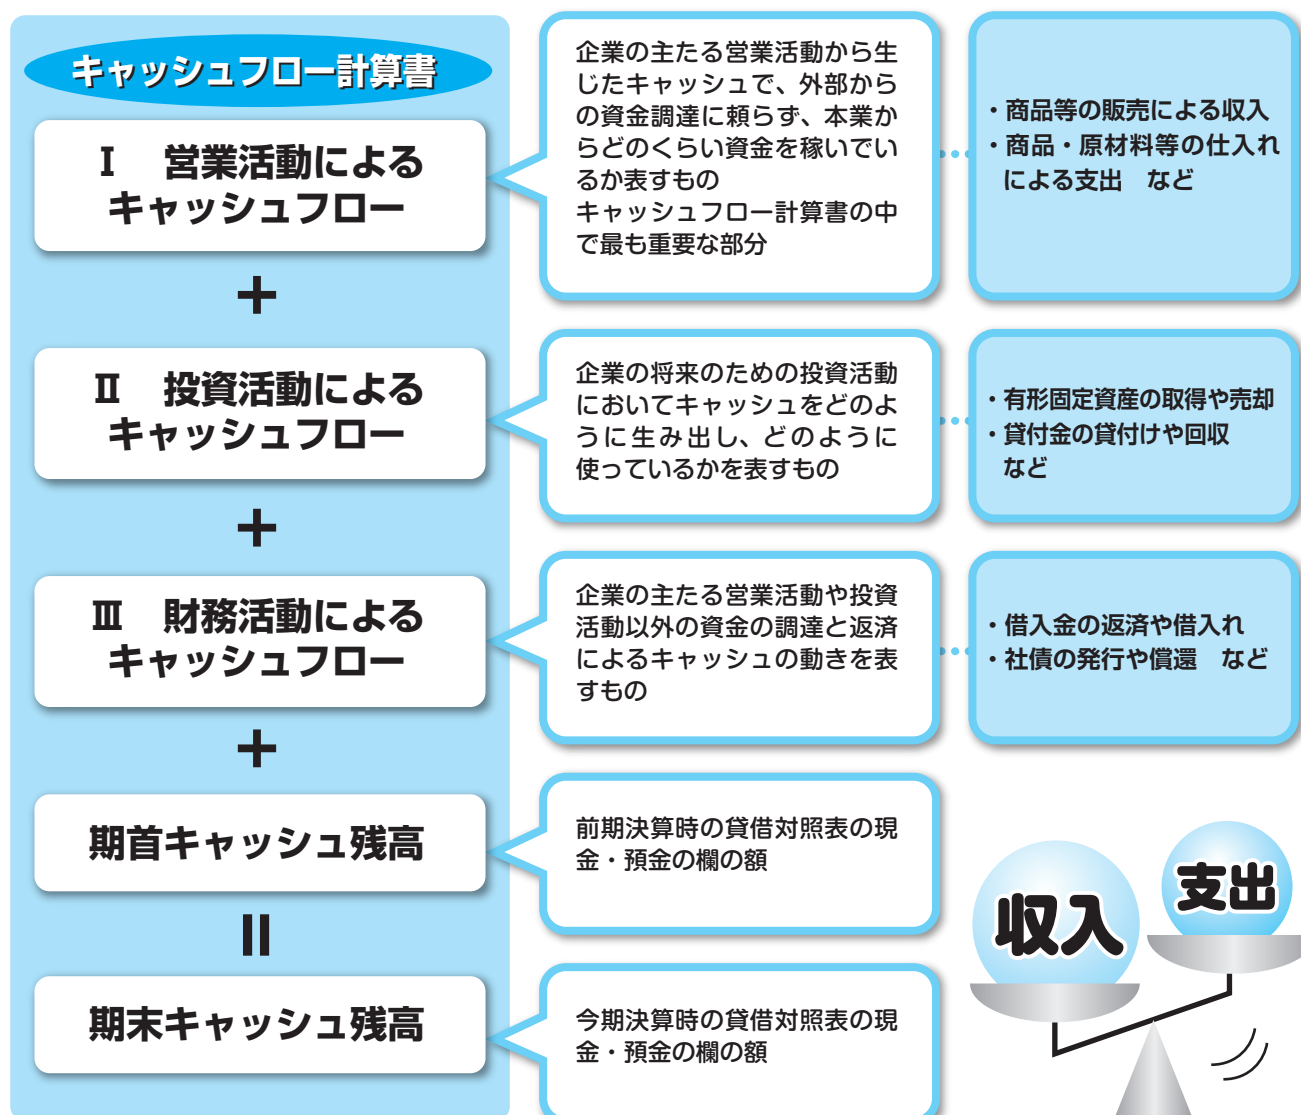 キャッシュフロー計算書
Ⅰ　営業活動による
キャッシュフロー
企業の主たる営業活動から生
じたキャッシュで、外部から
の資金調達に頼らず、本業か
らどのくらい資金を稼いでい
るか表すもの
キャッシュフロー計算書の中
で最も重要な部分
・商品等の販売による収入
・商品・原材料等の仕入れ
による支出　など
＋
Ⅱ　投資活動による
キャッシュフロー
企業の将来のための投資活動
においてキャッシュをどのよ
うに生み出し、どのように
使っているかを表すもの
・有形固定資産の取得や売却
・貸付金の貸付けや回収
など
＋
Ⅲ　財務活動による
キャッシュフロー
企業の主たる営業活動や投資
活動以外の資金の調達と返済
によるキャッシュの動きを表
すもの
・借入金の返済や借入れ
・社債の発行や償還　など
＋
期首キャッシュ残高
前期決算時の貸借対照表の現
金・預金の欄の額
＝
期末キャッシュ残高
今期決算時の貸借対照表の現
金・預金の欄の額
収入
支出